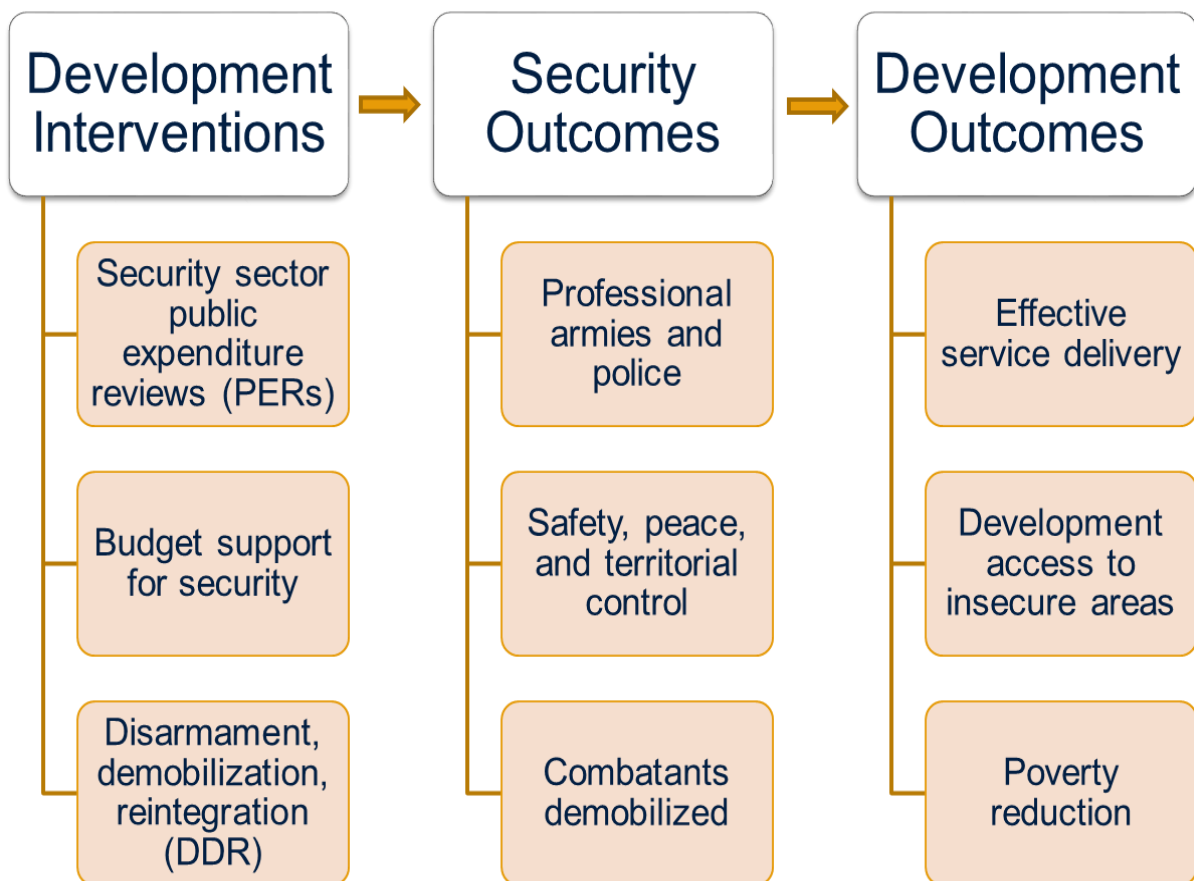 Development
Interventions
Security
Outcomes
Development
Outcomes
Security sector
public
expenditure
reviews (PERs)
Budget support
for security
Disarmament,
demobilization,
reintegration
(DDR)
Professional
armies and
police
Safety, peace,
and territorial
control
Combatants
demobilized
Effective
service delivery
Development
access to
insecure areas
Poverty
reduction